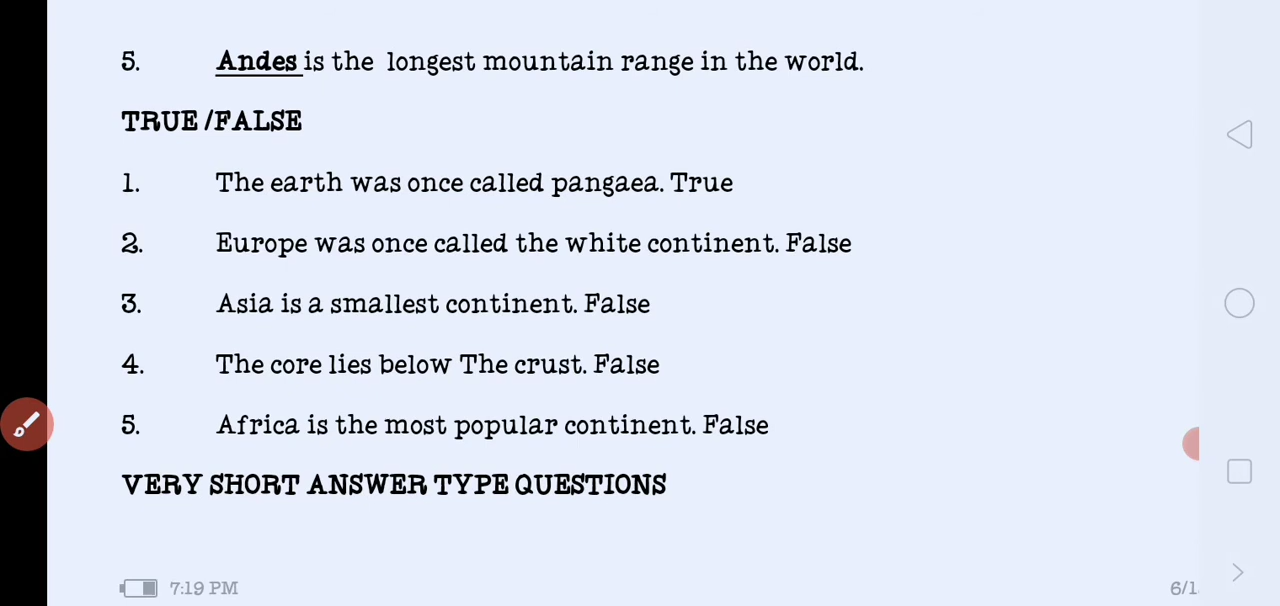 5. Andes is the longest mountain range in the world.
TRUE /FALSE
1. The earth was once called pangaea. True
2. Europe was once called the white continent. False
3. Asia is a smallest continent. False
4. The core lies below The crust. False
5. Africa is the most popular continent. False
VERY SHORT ANSWER TYPE QUESTIONS
7:19 PM
6/1